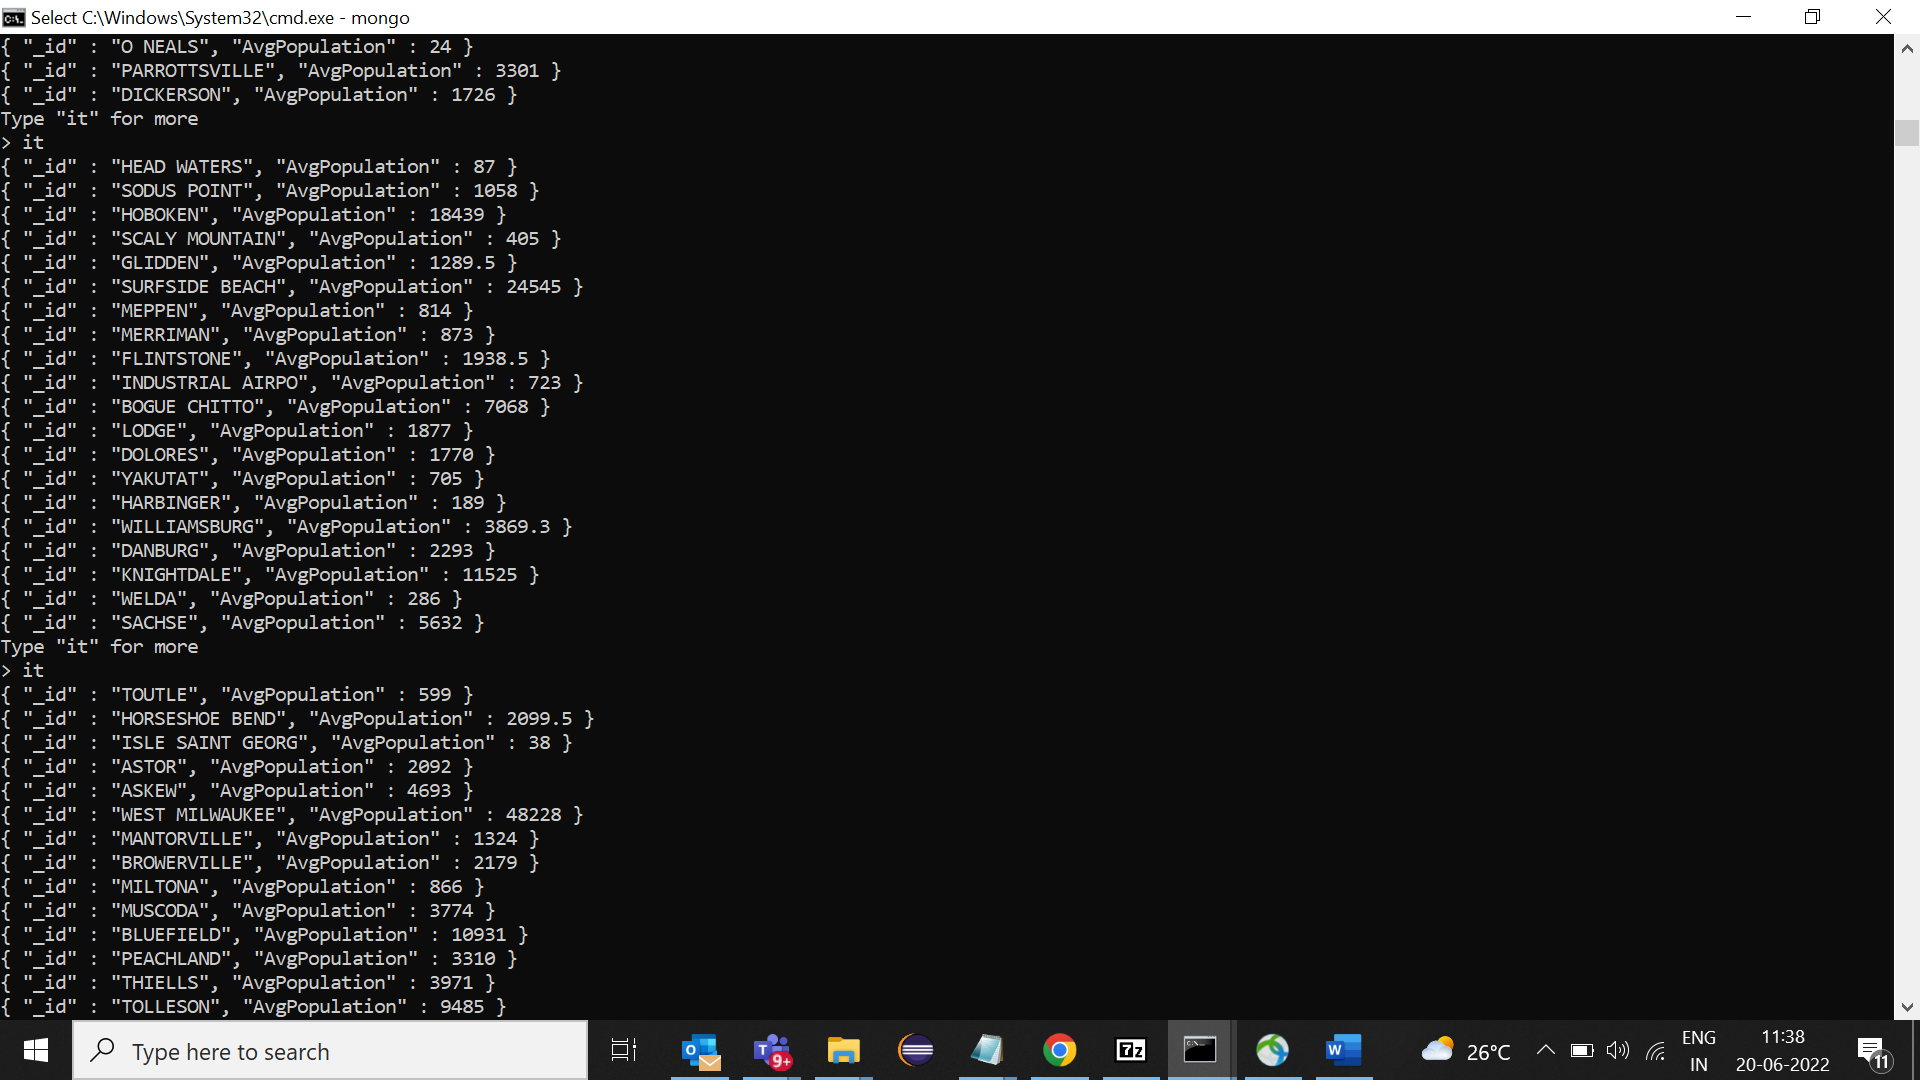 Select C:\Windows\System32\cmd.exe - mongo
{ "_id" : "O NEALS", "AvgPopulation" : 24 }
{ "_id" : "PARROTTSVILLE", "AvgPopulation" : 3301 }
{ "_id" : "DICKERSON", "AvgPopulation" : 1726 }
Type "it" for more
> it
{ "_id" : "HEAD WATERS", "AvgPopulation" : 87 }
{ "_id" : "SODUS POINT", "AvgPopulation" : 1058 }
{ "_id" : "HOBOKEN", "AvgPopulation" : 18439 }
{ "_id" : "SCALY MOUNTAIN", "AvgPopulation" : 405 }
{ "_id" : "GLIDDEN", "AvgPopulation" : 1289.5 }
{ "_id" : "SURFSIDE BEACH", "AvgPopulation" : 24545 }
{ "_id" : "MEPPEN", "AvgPopulation" : 814 }
{ "_id" : "MERRIMAN", "AvgPopulation" : 873 }
{ "_id" : "FLINTSTONE", "AvgPopulation" : 1938.5 }
{ "_id" : "INDUSTRIAL AIRPO", "AvgPopulation" : 723 }
{ "_id" : "BOGUE CHITTO", "AvgPopulation" : 7068 }
{ "_id" : "LODGE", "AvgPopulation" : 1877 }
{ "_id" : "DOLORES", "AvgPopulation" : 1770 }
{ "_id" : "YAKUTAT", "AvgPopulation" : 705 }
{ "_id" : "HARBINGER", "AvgPopulation" : 189 }
{ "_id" : "WILLIAMSBURG", "AvgPopulation" : 3869.3 }
{ "_id" : "DANBURG", "AvgPopulation" : 2293 }
{ "_id" : "KNIGHTDALE", "AvgPopulation" : 11525 }
{ "_id" : "WELDA", "AvgPopulation" : 286 }
{ "_id" : "SACHSE", "AvgPopulation" : 5632 }
Type "it" for more
> it
{ "_id" : "TOUTLE", "AvgPopulation" : 599 }
{ "_id" : "HORSESHOE BEND", "AvgPopulation" : 2099.5 }
{ "_id" : "ISLE SAINT GEORG", "AvgPopulation" : 38 }
{ "_id" : "ASTOR", "AvgPopulation" : 2092 }
{ "_id" : "ASKEW", "AvgPopulation" : 4693 }
{ "_id" : "WEST MILWAUKEE", "AvgPopulation" : 48228 }
{ "_id" : "MANTORVILLE", "AvgPopulation" : 1324 }
{ "_id" : "BROWERVILLE", "AvgPopulation" : 2179 }
{ "_id" : "MILTONA", "AvgPopulation" : 866 }
{ "_id" : "MUSCODA", "AvgPopulation" : 3774 }
{ "_id" : "BLUEFIELD", "AvgPopulation" : 10931 }
{ "_id" : "PEACHLAND", "AvgPopulation" : 3310 }
{ "_id" : "THIELLS", "AvgPopulation" : 3971 }
{ "_id" : "TOLLESON", "AvgPopulation" : 9485 }
Type here to search
9+
7z
26°C
ENG
IN
11:38
20-06-2022
11